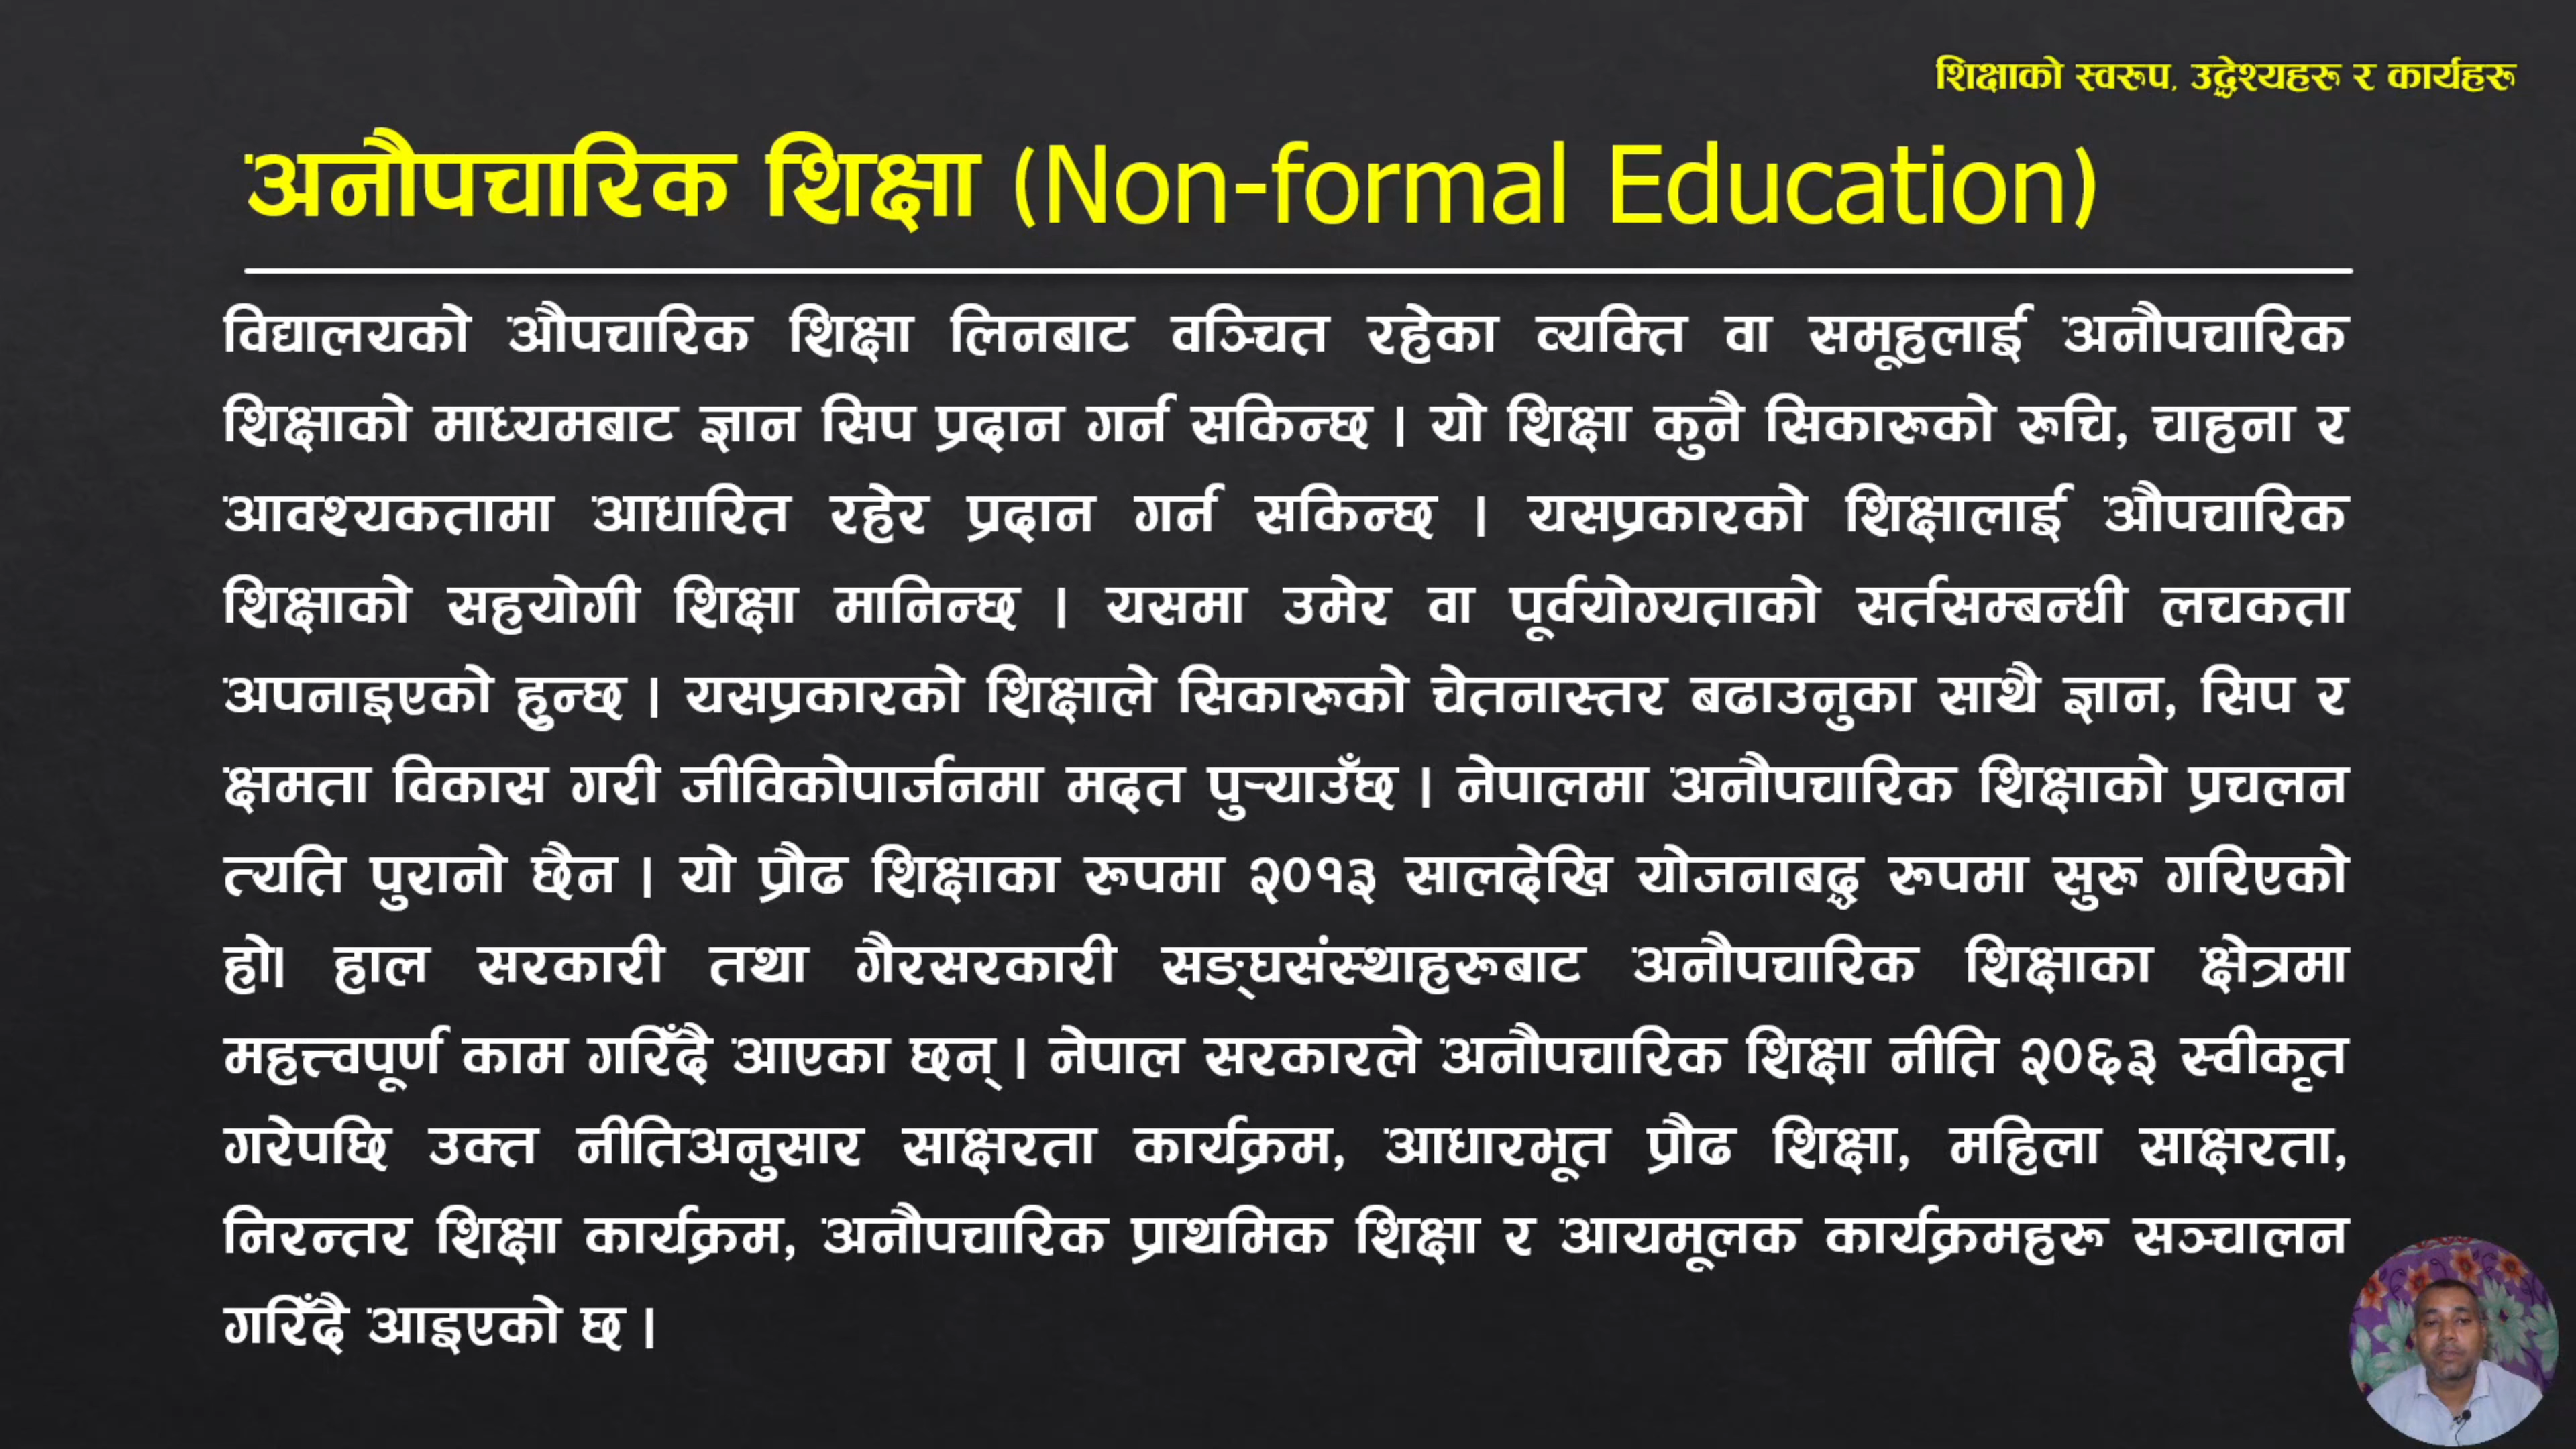 शिक्षाको स्वरूप, उद्धेश्यहरू र कार्यहरू
अनौपचारिक शिक्षा (Non-formal Education)
विद्यालयको औपचारिक शिक्षा लिनबाट वञ्चित रहेका व्यक्ति वा समूहलाई अनौपचारिक
शिक्षाको माध्यमबाट ज्ञान सिप प्रदान गर्न सकिन्छ । यो शिक्षा कुनै सिकारूको रूचि, चाहना र
आवश्यकतामा आधारित रहेर प्रदान गर्न सकिन्छ । यसप्रकारको शिक्षालाई औपचारिक
शिक्षाको सहयोगी शिक्षा मानिन्छ । यसमा उमेर वा पूर्वयोग्यताको सर्तसम्बन्धी लचकता
अपनाइएको हुन्छ । यसप्रकारको शिक्षाले सिकारूको चेतनास्तर बढाउनुका साथै ज्ञान, सिप र
क्षमता विकास गरी जीविकोपार्जनमा मद्दत पुऱ्याउँछ । नेपालमा अनौपचारिक शिक्षाको प्रचलन
त्यति पुरानो छैन । यो प्रौढ शिक्षाका रूपमा २०१३ सालदेखि योजनाबद्ध रूपमा सुरू गरिएको
हो। हाल सरकारी तथा गैरसरकारी सङ्घसंस्थाहरूबाट अनौपचारिक शिक्षाका क्षेत्रमा
महत्त्वपूर्ण काम गरिँदै आएका छन् । नेपाल सरकारले अनौपचारिक शिक्षा नीति २०६३ स्वीकृत
गरेपछि उक्त नीतिअनुसार साक्षरता कार्यक्रम, आधारभूत प्रौढ शिक्षा, महिला साक्षरता,
निरन्तर शिक्षा कार्यक्रम, अनौपचारिक प्राथमिक शिक्षा र आयमूलक कार्यक्रमहरू सञ्चालन
गरिँदै आइएको छ ।